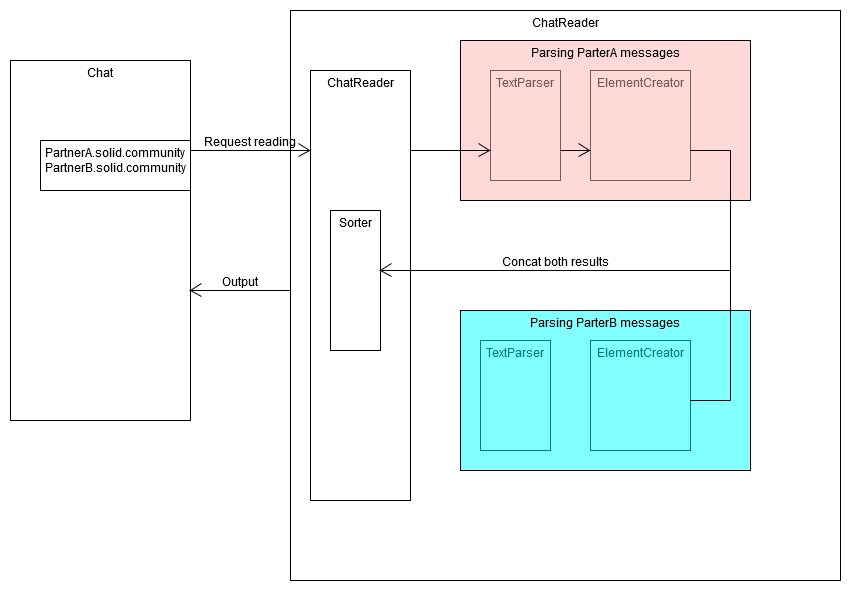 ChatReader
Parsing ParterA messages
Chat
ChatReader
TextParser
ElementCreator
Request reading
PartnerA.solid.community
PartnerB.solid.community
Sorter
Concat both results
Output
Parsing ParterB messages
TextParser
ElementCreator